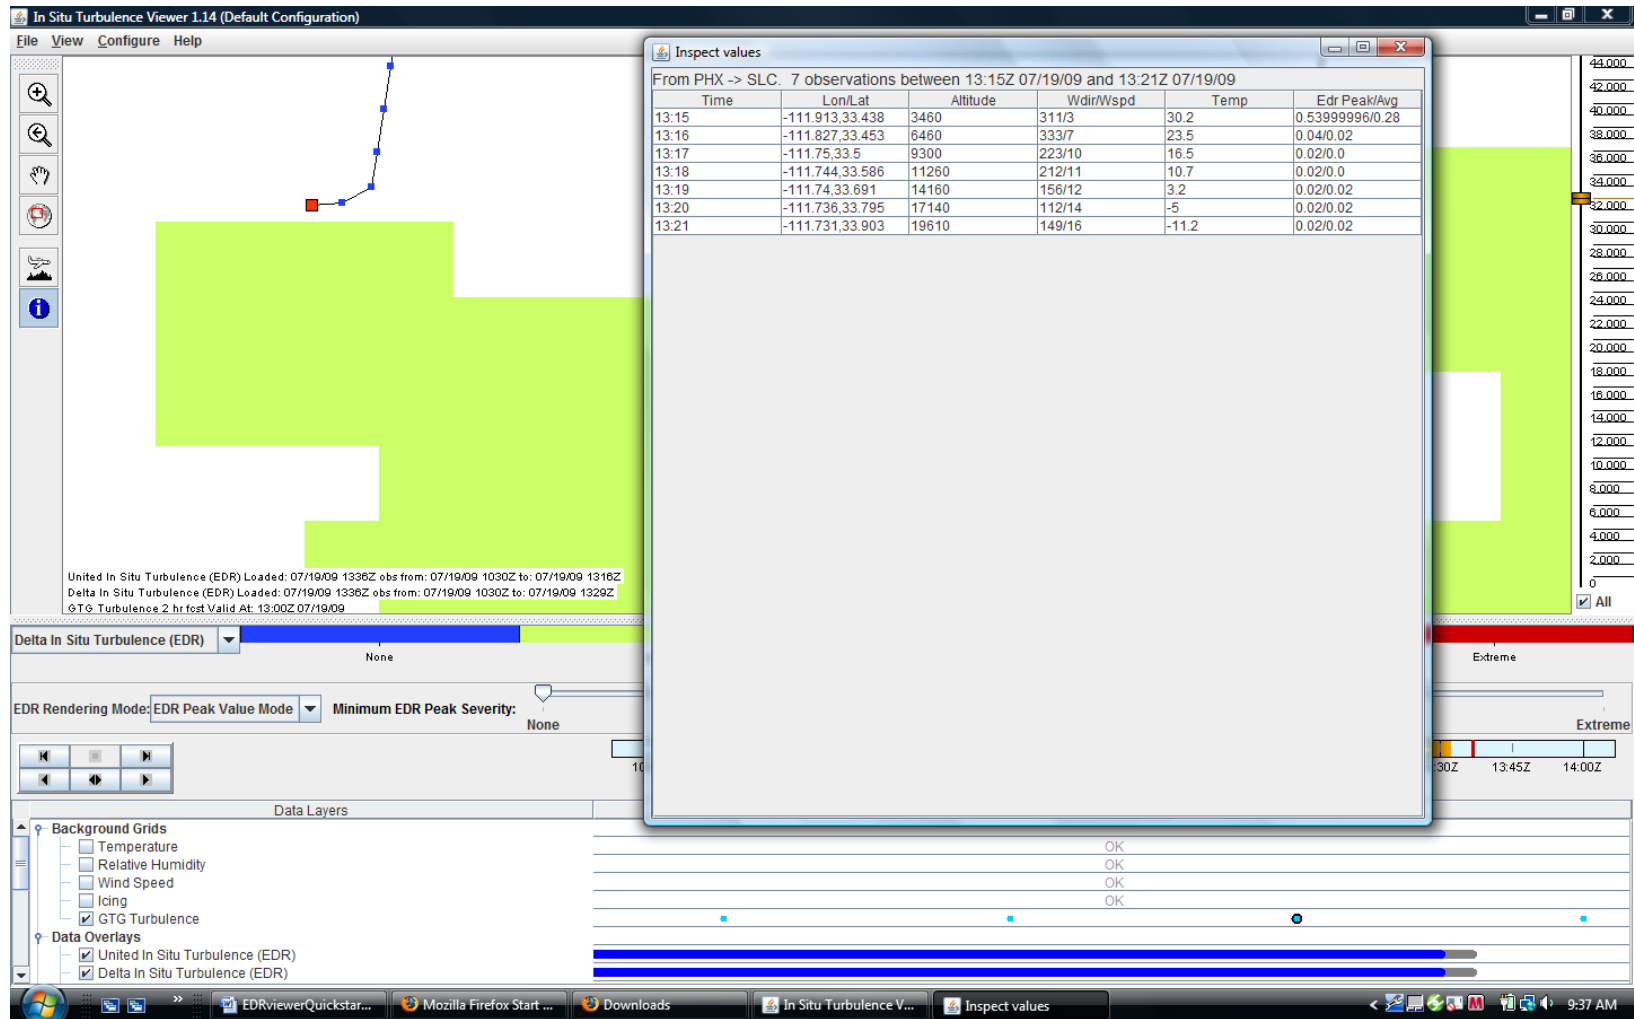 In Situ Turbulence Viewer 1.14 (Default Configuration)
File View Configure Help
Inspect values
From PHX -> SLC. 7 observations between 13:15Z 07/19/09 and 13:21Z 07/19/09
Time Lon/Lat Altitude Wdir/Wspd Temp Edr Peak/Avg
13:15 -111.913,33.438 3460 311/3 30.2 0.53999996/0.28
13:16 -111.827,33.453 6460 333/7 23.5 0.04/0.02
13:17 -111.75,33.5 9300 223/10 16.5 0.02/0.0
13:18 -111.744,33.586 11260 212/11 10.7 0.02/0.0
13:19 -111.74,33.691 14160 156/12 3.2 0.02/0.02
13:20 -111.736,33.795 17140 112/14 -5 0.02/0.02
13:21 -111.731,33.903 19610 149/16 -11.2 0.02/0.02
44,000
42,000
40,000
38,000
36,000
34,000
32,000
30,000
28,000
26,000
24,000
22,000
20,000
18,000
16,000
14,000
12,000
10,000
8,000
6,000
4,000
2,000
0
All
United In Situ Turbulence (EDR) Loaded: 07/19/09 1336Z obs from: 07/19/09 1030Z to: 07/19/09 1316Z
Delta In Situ Turbulence (EDR) Loaded: 07/19/09 1336Z obs from: 07/19/09 1030Z to: 07/19/09 1329Z
GTG Turbulence 2 hr fcst Valid At: 13:00Z 07/19/09
Delta In Situ Turbulence (EDR)
None Extreme
EDR Rendering Mode: EDR Peak Value Mode Minimum EDR Peak Severity:
None Extreme
10 :30Z 13:45Z 14:00Z
Data Layers
Background Grids
Temperature OK
Relative Humidity OK
Wind Speed OK
Icing OK
GTG Turbulence
Data Overlays
United In Situ Turbulence (EDR)
Delta In Situ Turbulence (EDR)
EDRviewerQuickstar... Mozilla Firefox Start ... Downloads In Situ Turbulence V... Inspect values 9:37 AM